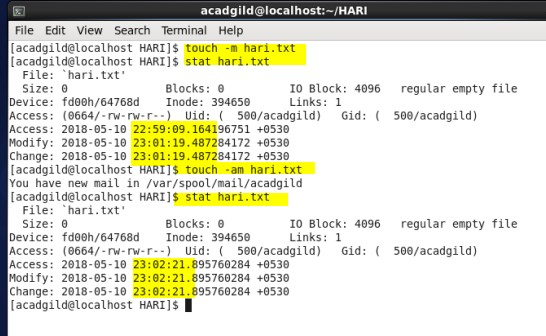 acadgild@localhost:~/HARI
File Edit View Search Terminal Help
[acadgild@localhost HARI]$ touch -m hari.txt
[acadgild@localhost HARI]$ stat hari.txt
  File: `hari.txt'
  Size: 0               Blocks: 0          IO Block: 4096   regular empty file
Device: fd00h/64768d    Inode: 394650      Links: 1
Access: (0664/-rw-rw-r--)  Uid: (  500/acadgild)   Gid: (  500/acadgild)
Access: 2018-05-10 22:59:09.164196751 +0530
Modify: 2018-05-10 23:01:19.487284172 +0530
Change: 2018-05-10 23:01:19.487284172 +0530
[acadgild@localhost HARI]$ touch -am hari.txt
You have new mail in /var/spool/mail/acadgild
[acadgild@localhost HARI]$ stat hari.txt
  File: `hari.txt'
  Size: 0               Blocks: 0          IO Block: 4096   regular empty file
Device: fd00h/64768d    Inode: 394650      Links: 1
Access: (0664/-rw-rw-r--)  Uid: (  500/acadgild)   Gid: (  500/acadgild)
Access: 2018-05-10 23:02:21.895760284 +0530
Modify: 2018-05-10 23:02:21.895760284 +0530
Change: 2018-05-10 23:02:21.895760284 +0530
[acadgild@localhost HARI]$